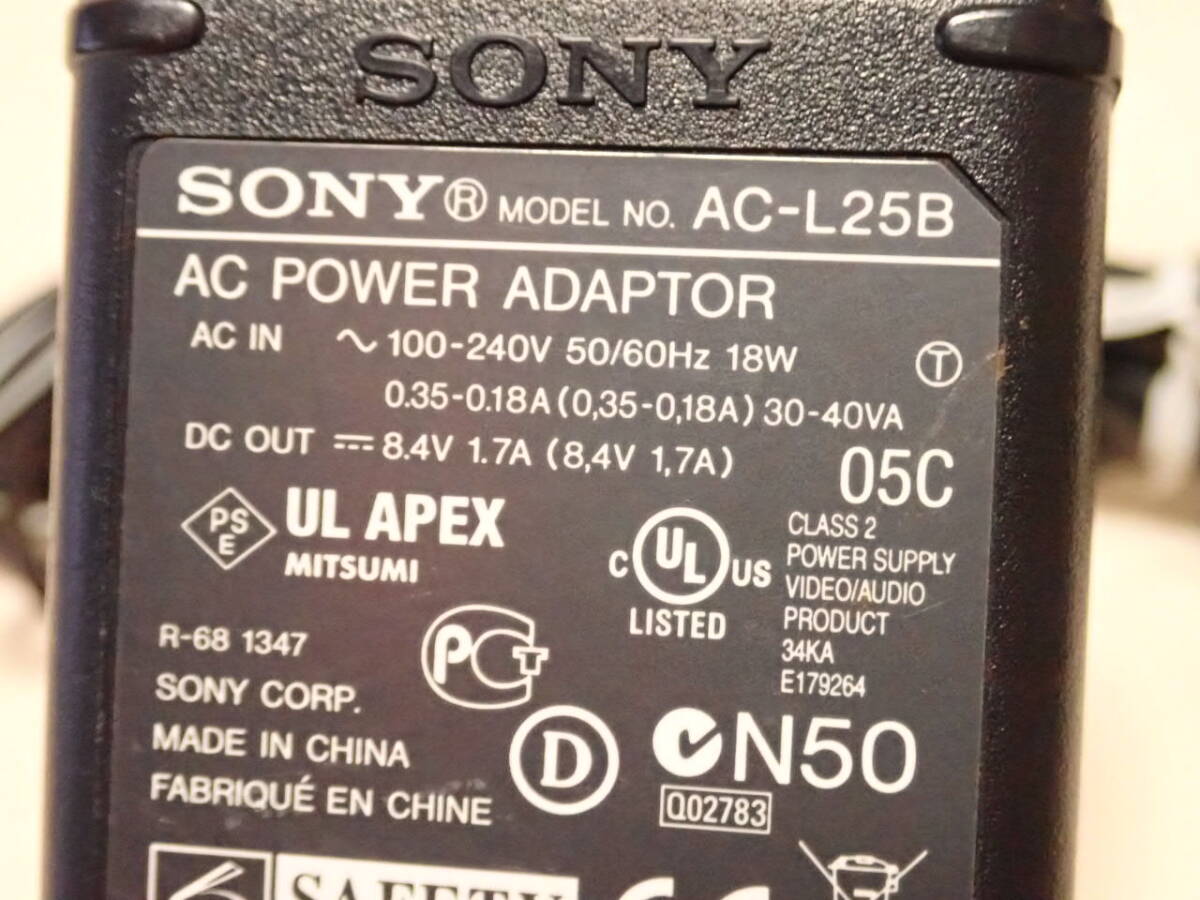 SONY
SONY® MODEL NO. AC-L25B
AC POWER ADAPTOR
AC IN ~ 100-240V 50/60Hz 18W
T
0.35-0.18A (0,35-0,18A) 30-40VA
DC OUT ⎓ 8.4V 1.7A (8,4V 1,7A)
05C
PS
E
UL APEX
MITSUMI
C UL US
LISTED
CLASS 2
POWER SUPPLY
VIDEO/AUDIO
PRODUCT
34KA
E179264
R-68 1347
PCT
SONY CORP.
MADE IN CHINA
FABRIQUÉ EN CHINE
D
N50
Q02783
SAFETY
CE